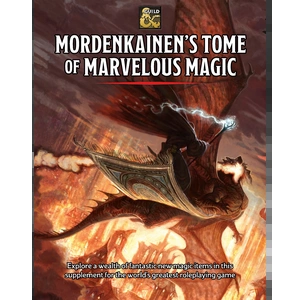 GUILD
MORDENKAINEN'S TOME
OF MARVELOUS MAGIC
Explore a wealth of fantastic new magic items in this
supplement for the world's greatest roleplaying game